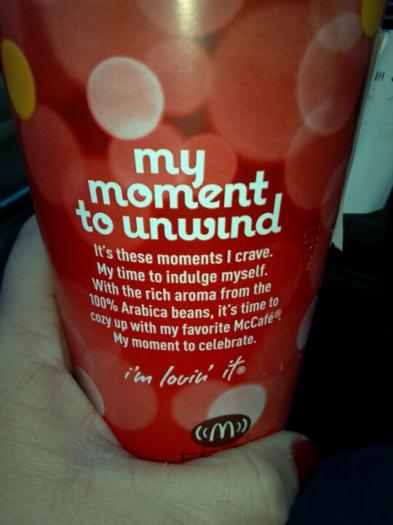 my
moment
to unwind
It's these moments I crave.
My time to indulge myself.
With the rich aroma from the
100% Arabica beans, it's time to
cozy up with my favorite McCafé®.
My moment to celebrate.
i'm lovin' it®
((M))